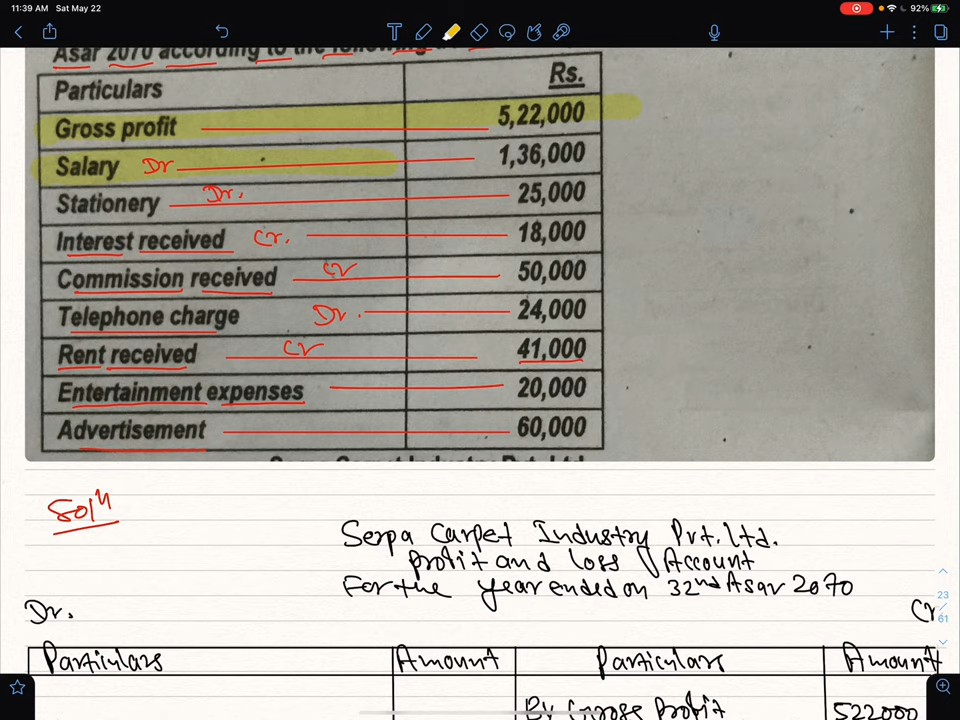 11:39 AM Sat May 22
92%
Asar 2070 according to the following
Particulars Rs.
Gross profit 5,22,000
Salary Dr 1,36,000
Stationery Dr. 25,000
Interest received Cr. 18,000
Commission received Cr 50,000
Telephone charge Dr. 24,000
Rent received Cr 41,000
Entertainment expenses 20,000
Advertisement 60,000
Solⁿ
Serpa Carpet Industry Pvt. Ltd.
Profit and loss Account
For the year ended on 32nd Asar 2070
Dr. Cr
23
61
Particulars Amount Particulars Amount
By Gross Profit 522000